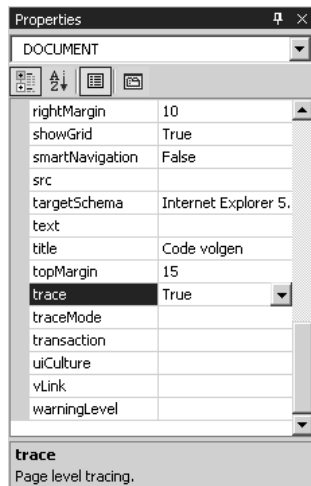 Properties
DOCUMENT
rightMargin 10
showGrid True
smartNavigation False
src
targetSchema Internet Explorer 5.
text
title Code volgen
topMargin 15
trace True
traceMode
transaction
uiCulture
vLink
warningLevel
trace
Page level tracing.